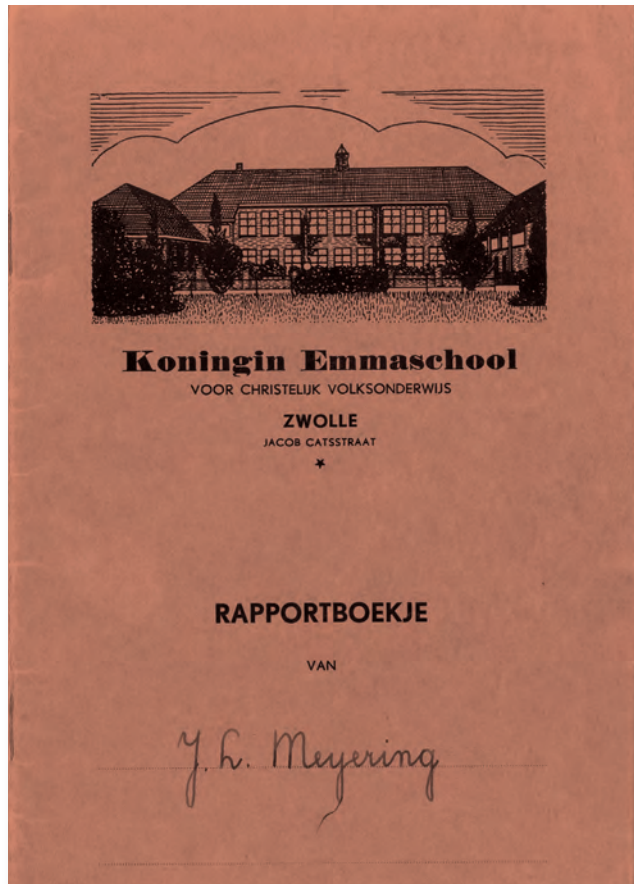 Koningin Emmaschool
VOOR CHRISTELIJK VOLKSONDERWIJS
ZWOLLE
JACOB CATSSTRAAT
RAPPORTBOEKJE
VAN
J. h. Meyering